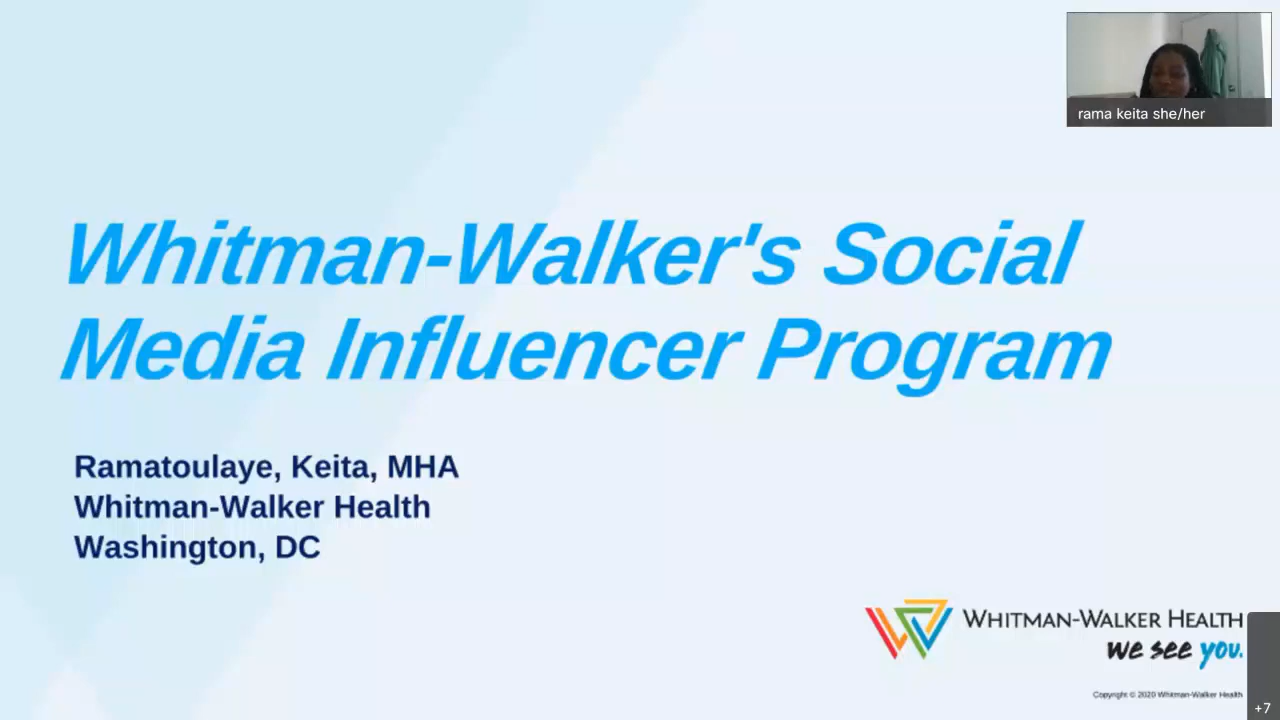 rama keita she/her
Whitman-Walker's Social
Media Influencer Program
Ramatoulaye, Keita, MHA
Whitman-Walker Health
Washington, DC
WHITMAN-WALKER HEALTH
we see you.
Copyright © 2020 Whitman-Walker Health
+7